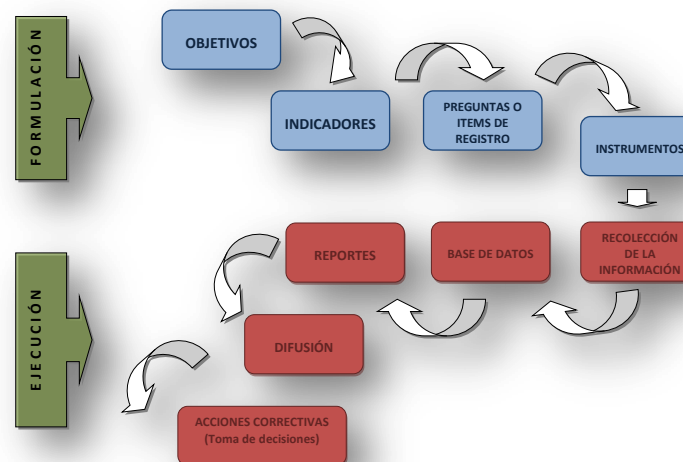 FORMULACIÓN
OBJETIVOS
INDICADORES
PREGUNTAS O
ITEMS DE
REGISTRO
INSTRUMENTOS
EJECUCIÓN
RECOLECCIÓN
DE LA
INFORMACIÓN
BASE DE DATOS
REPORTES
DIFUSIÓN
ACCIONES CORRECTIVAS
(Toma de decisiones)